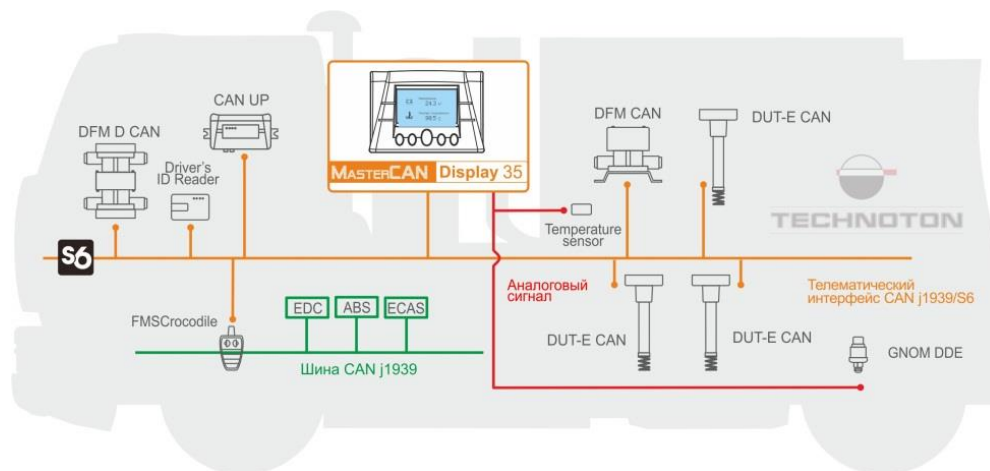 CAN UP
DFM D CAN
Driver's
ID Reader
MASTERCAN Display 35
DFM CAN
DUT-E CAN
TECHNOTON
Temperature
sensor
S6
Аналоговый
сигнал
Телематический
интерфейс CAN j1939/S6
FMSCrocodile
EDC
ABS
ECAS
DUT-E CAN
DUT-E CAN
GNOM DDE
Шина CAN j1939